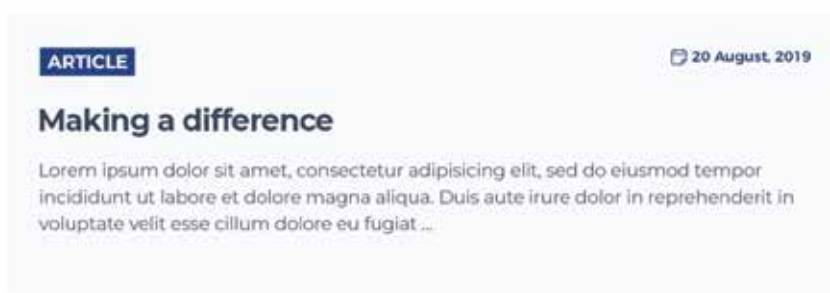 ARTICLE
20 August, 2019
Making a difference
Lorem ipsum dolor sit amet, consectetur adipisicing elit, sed do eiusmod tempor
incididunt ut labore et dolore magna aliqua. Duis aute irure dolor in reprehenderit in
voluptate velit esse cillum dolore eu fugiat ...